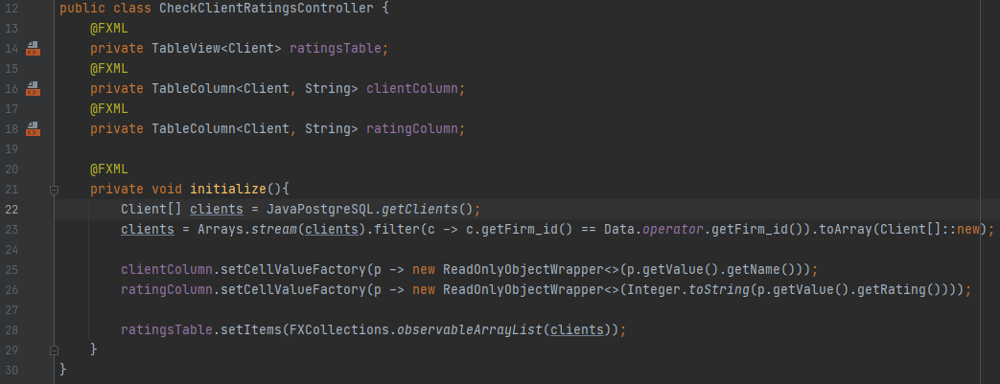 12 public class CheckClientRatingsController {
13     @FXML
14     private TableView<Client> ratingsTable;
15     @FXML
16     private TableColumn<Client, String> clientColumn;
17     @FXML
18     private TableColumn<Client, String> ratingColumn;
19
20     @FXML
21     private void initialize(){
22         Client[] clients = JavaPostgreSQL.getClients();
23         clients = Arrays.stream(clients).filter(c -> c.getFirm_id() == Data.operator.getFirm_id()).toArray(Client[]::new);
24
25         clientColumn.setCellValueFactory(p -> new ReadOnlyObjectWrapper<>(p.getValue().getName()));
26         ratingColumn.setCellValueFactory(p -> new ReadOnlyObjectWrapper<>(Integer.toString(p.getValue().getRating())));
27
28         ratingsTable.setItems(FXCollections.observableArrayList(clients));
29     }
30 }